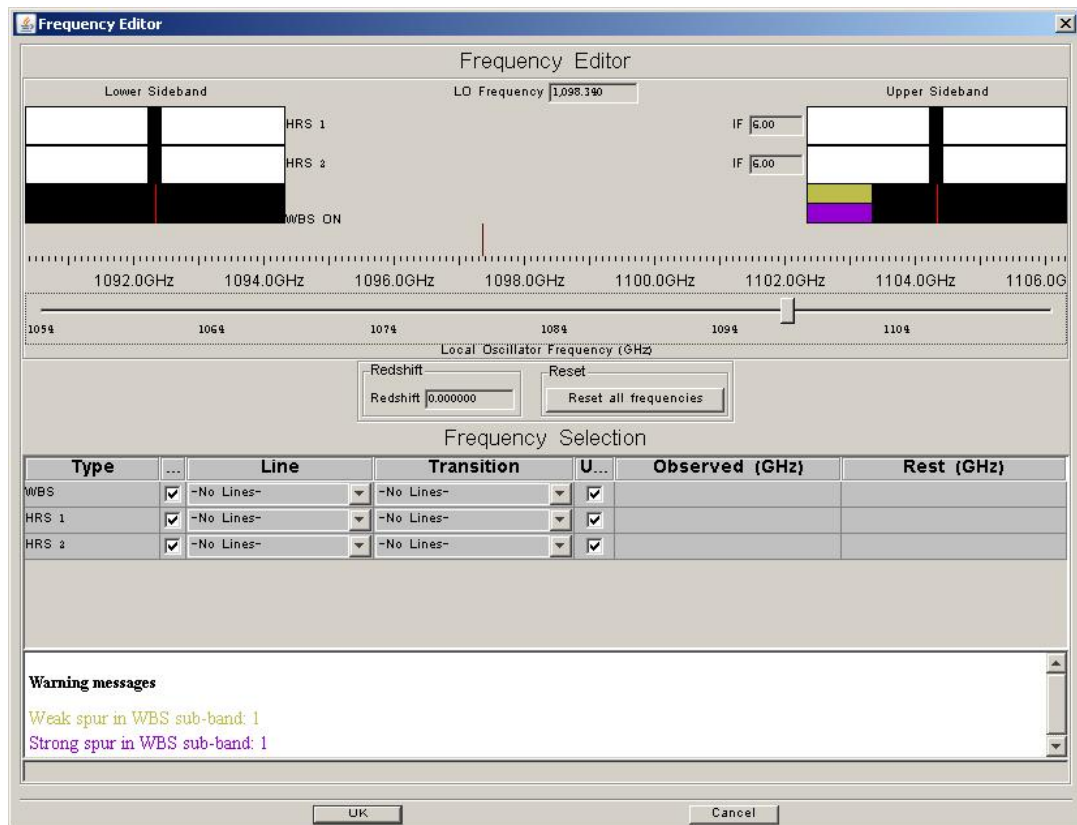 Frequency Editor
Frequency Editor
Lower Sideband LO Frequency 1,098.340 Upper Sideband
HRS 1 IF 6.00
HRS 2 IF 6.00
WBS ON
1092.0GHz 1094.0GHz 1096.0GHz 1098.0GHz 1100.0GHz 1102.0GHz 1104.0GHz 1106.0G
1054 1064 1074 1084 1094 1104
Local Oscillator Frequency (GHz)
Redshift Reset
Redshift 0.000000 Reset all frequencies
Frequency Selection
Type ... Line Transition U... Observed (GHz) Rest (GHz)
WBS -No Lines- -No Lines-
HRS 1 -No Lines- -No Lines-
HRS 2 -No Lines- -No Lines-
Warning messages
Weak spur in WBS sub-band: 1
Strong spur in WBS sub-band: 1
UK Cancel